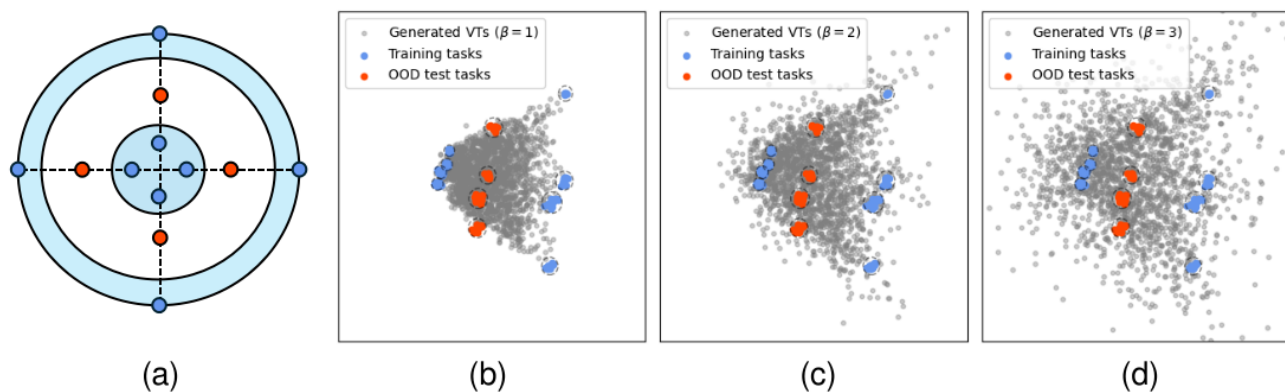 Generated VTs (β = 1)
Training tasks
OOD test tasks
Generated VTs (β = 2)
Training tasks
OOD test tasks
Generated VTs (β = 3)
Training tasks
OOD test tasks
(a)
(b)
(c)
(d)